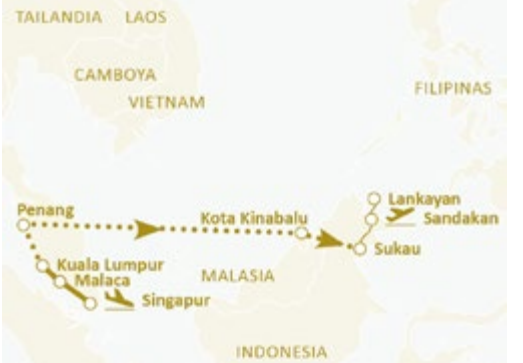 TAILANDIA LAOS
CAMBOYA
VIETNAM
FILIPINAS
Lankayan
Penang
Kota Kinabalu
Sandakan
Sukau
Kuala Lumpur
MALASIA
Malaca
Singapur
INDONESIA